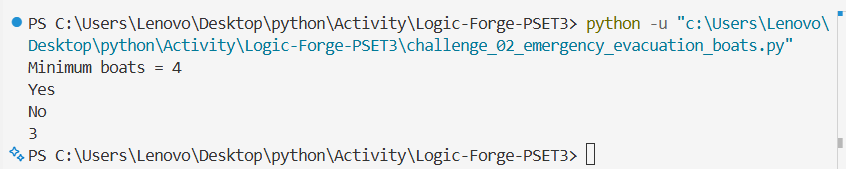 PS C:\Users\Lenovo\Desktop\python\Activity\Logic-Forge-PSET3> python -u "c:\Users\Lenovo\
Desktop\python\Activity\Logic-Forge-PSET3\challenge_02_emergency_evacuation_boats.py"
Minimum boats = 4
Yes
No
3
PS C:\Users\Lenovo\Desktop\python\Activity\Logic-Forge-PSET3>